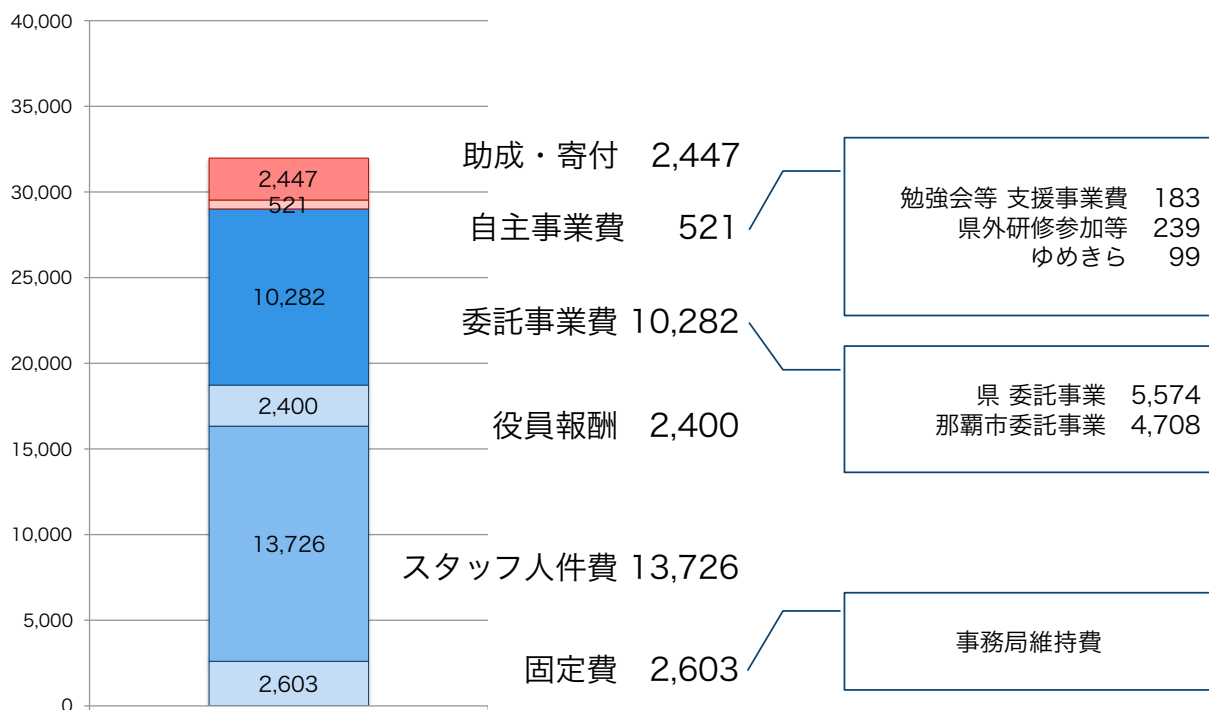 40,000
35,000
30,000
25,000
20,000
15,000
10,000
5,000
0
2,447
521
10,282
2,400
13,726
2,603
助成・寄付 2,447
自主事業費 521
委託事業費 10,282
役員報酬 2,400
スタッフ人件費 13,726
固定費 2,603
勉強会等 支援事業費 183
県外研修参加等 239
ゆめきら 99
県 委託事業 5,574
那覇市委託事業 4,708
事務局維持費